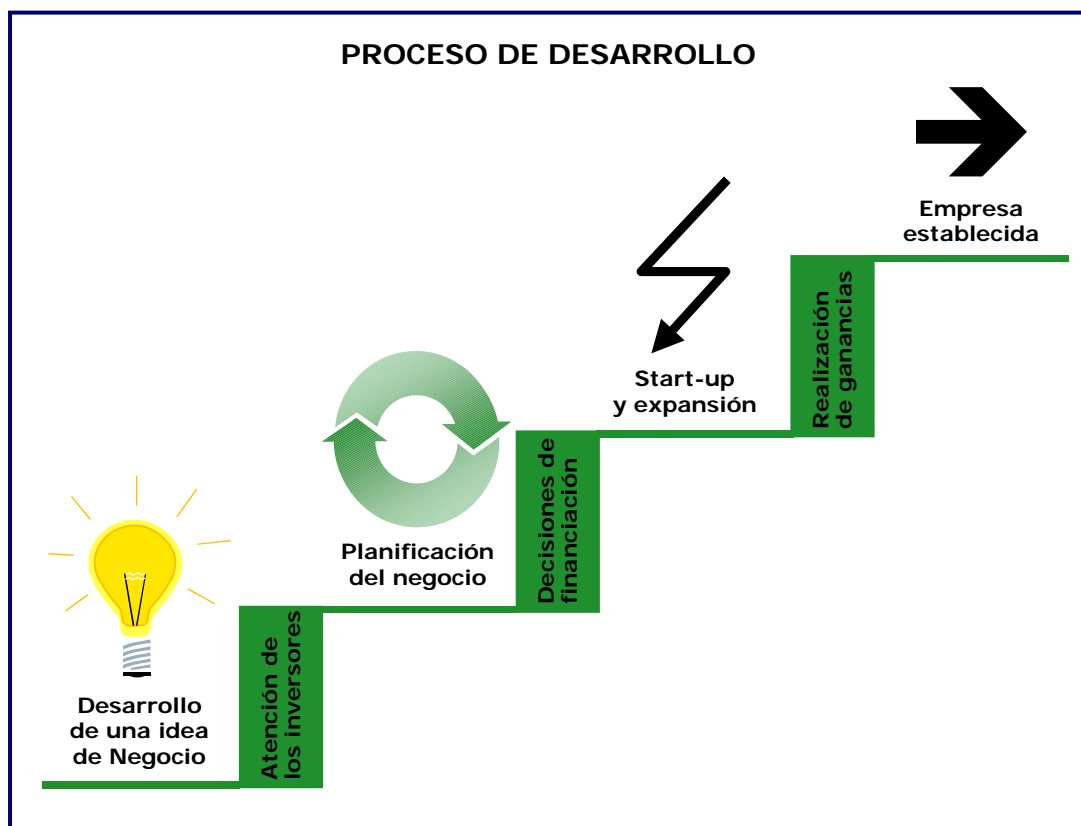 PROCESO DE DESARROLLO
Desarrollo
de una idea
de Negocio
Atención de
los inversores
Planificación
del negocio
Decisiones de
financiación
Start-up
y expansión
Realización
de ganancias
Empresa
establecida